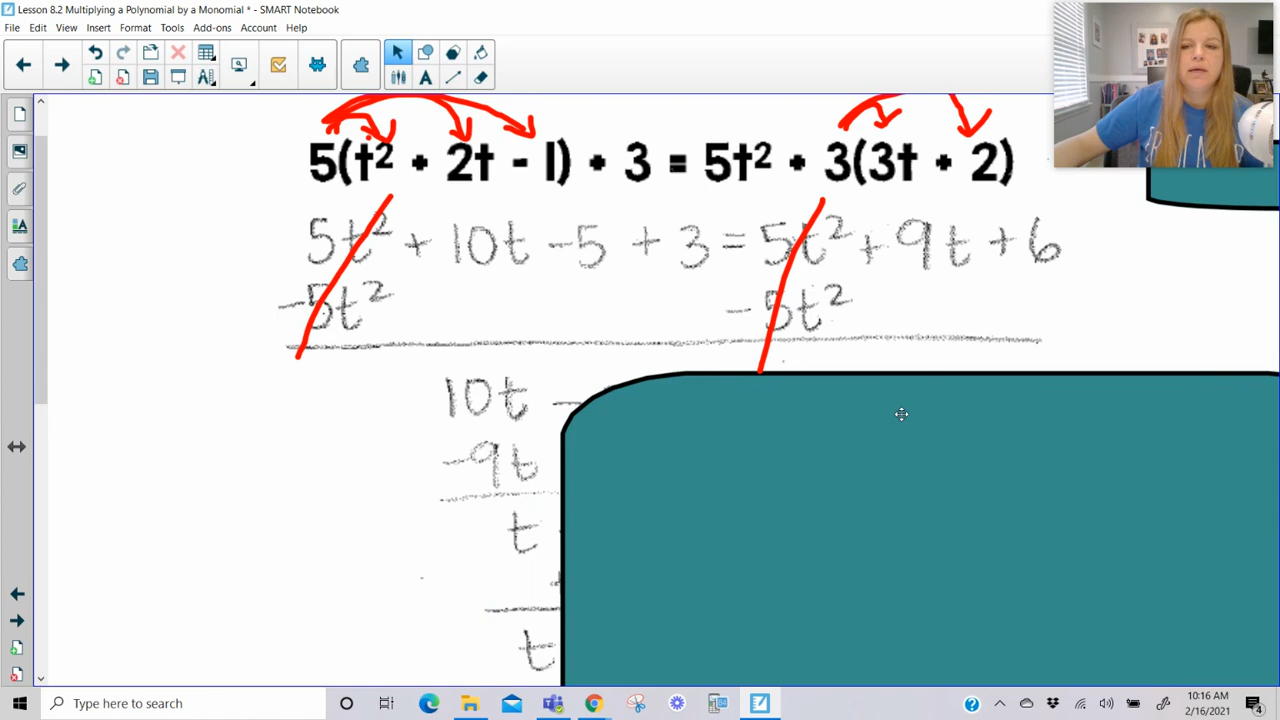 Lesson 8.2 Multiplying a Polynomial by a Monomial * - SMART Notebook
File Edit View Insert Format Tools Add-ons Account Help
5(t² + 2t - 1) + 3 = 5t² + 3(3t + 2)
5t² + 10t - 5 + 3 = 5t² + 9t + 6
-5t² -5t²
10t -
-9t
t
t
Type here to search
10:16 AM
2/16/2021
4